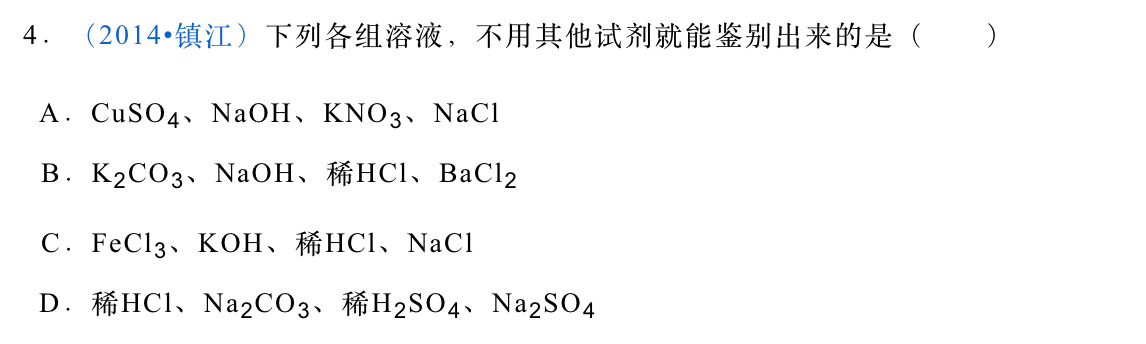 4．（2014•镇江）下列各组溶液，不用其他试剂就能鉴别出来的是（　　）
A．CuSO₄、NaOH、KNO₃、NaCl
B．K₂CO₃、NaOH、稀HCl、BaCl₂
C．FeCl₃、KOH、稀HCl、NaCl
D．稀HCl、Na₂CO₃、稀H₂SO₄、Na₂SO₄